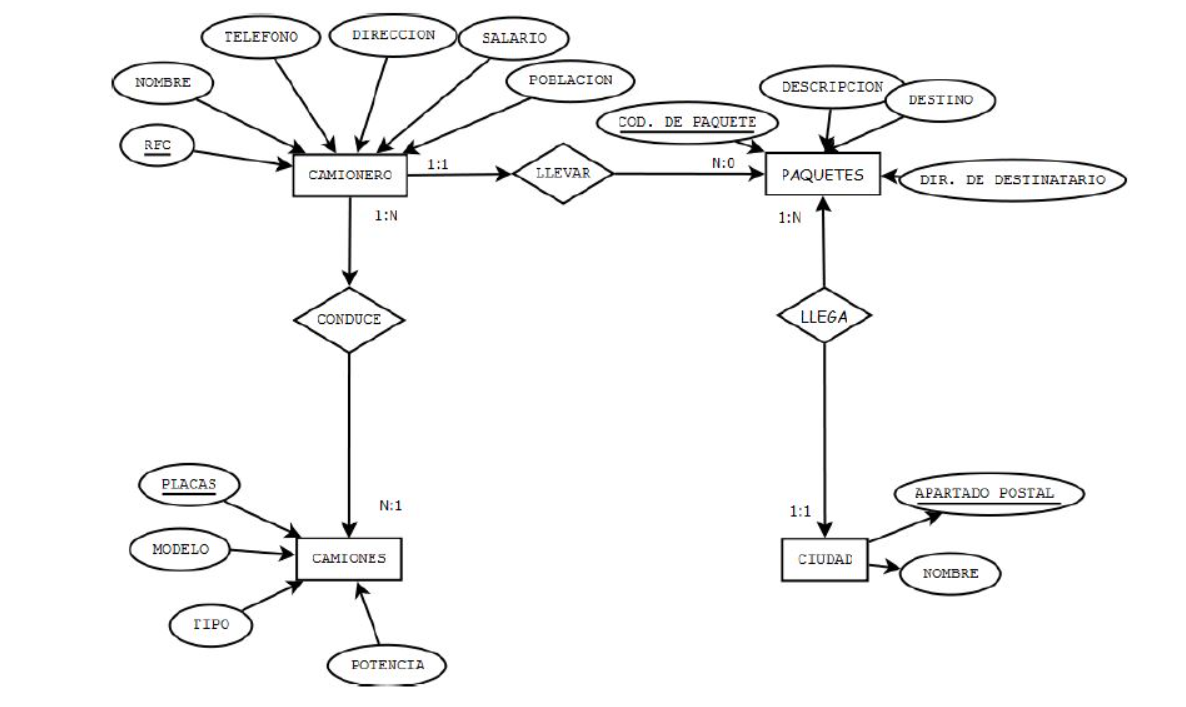 TELEFONO
DIRECCION
SALARIO
NOMBRE
POBLACION
RFC
CAMIONERO
1:1
LLEVAR
N:0
COD. DE PAQUETE
DESCRIPCION
DESTINO
PAQUETES
DIR. DE DESTINATARIO
1:N
1:N
CONDUCE
LLEGA
PLACAS
N:1
1:1
APARTADO POSTAL
MODELO
CAMIONES
CIUDAD
NOMBRE
TIPO
POTENCIA